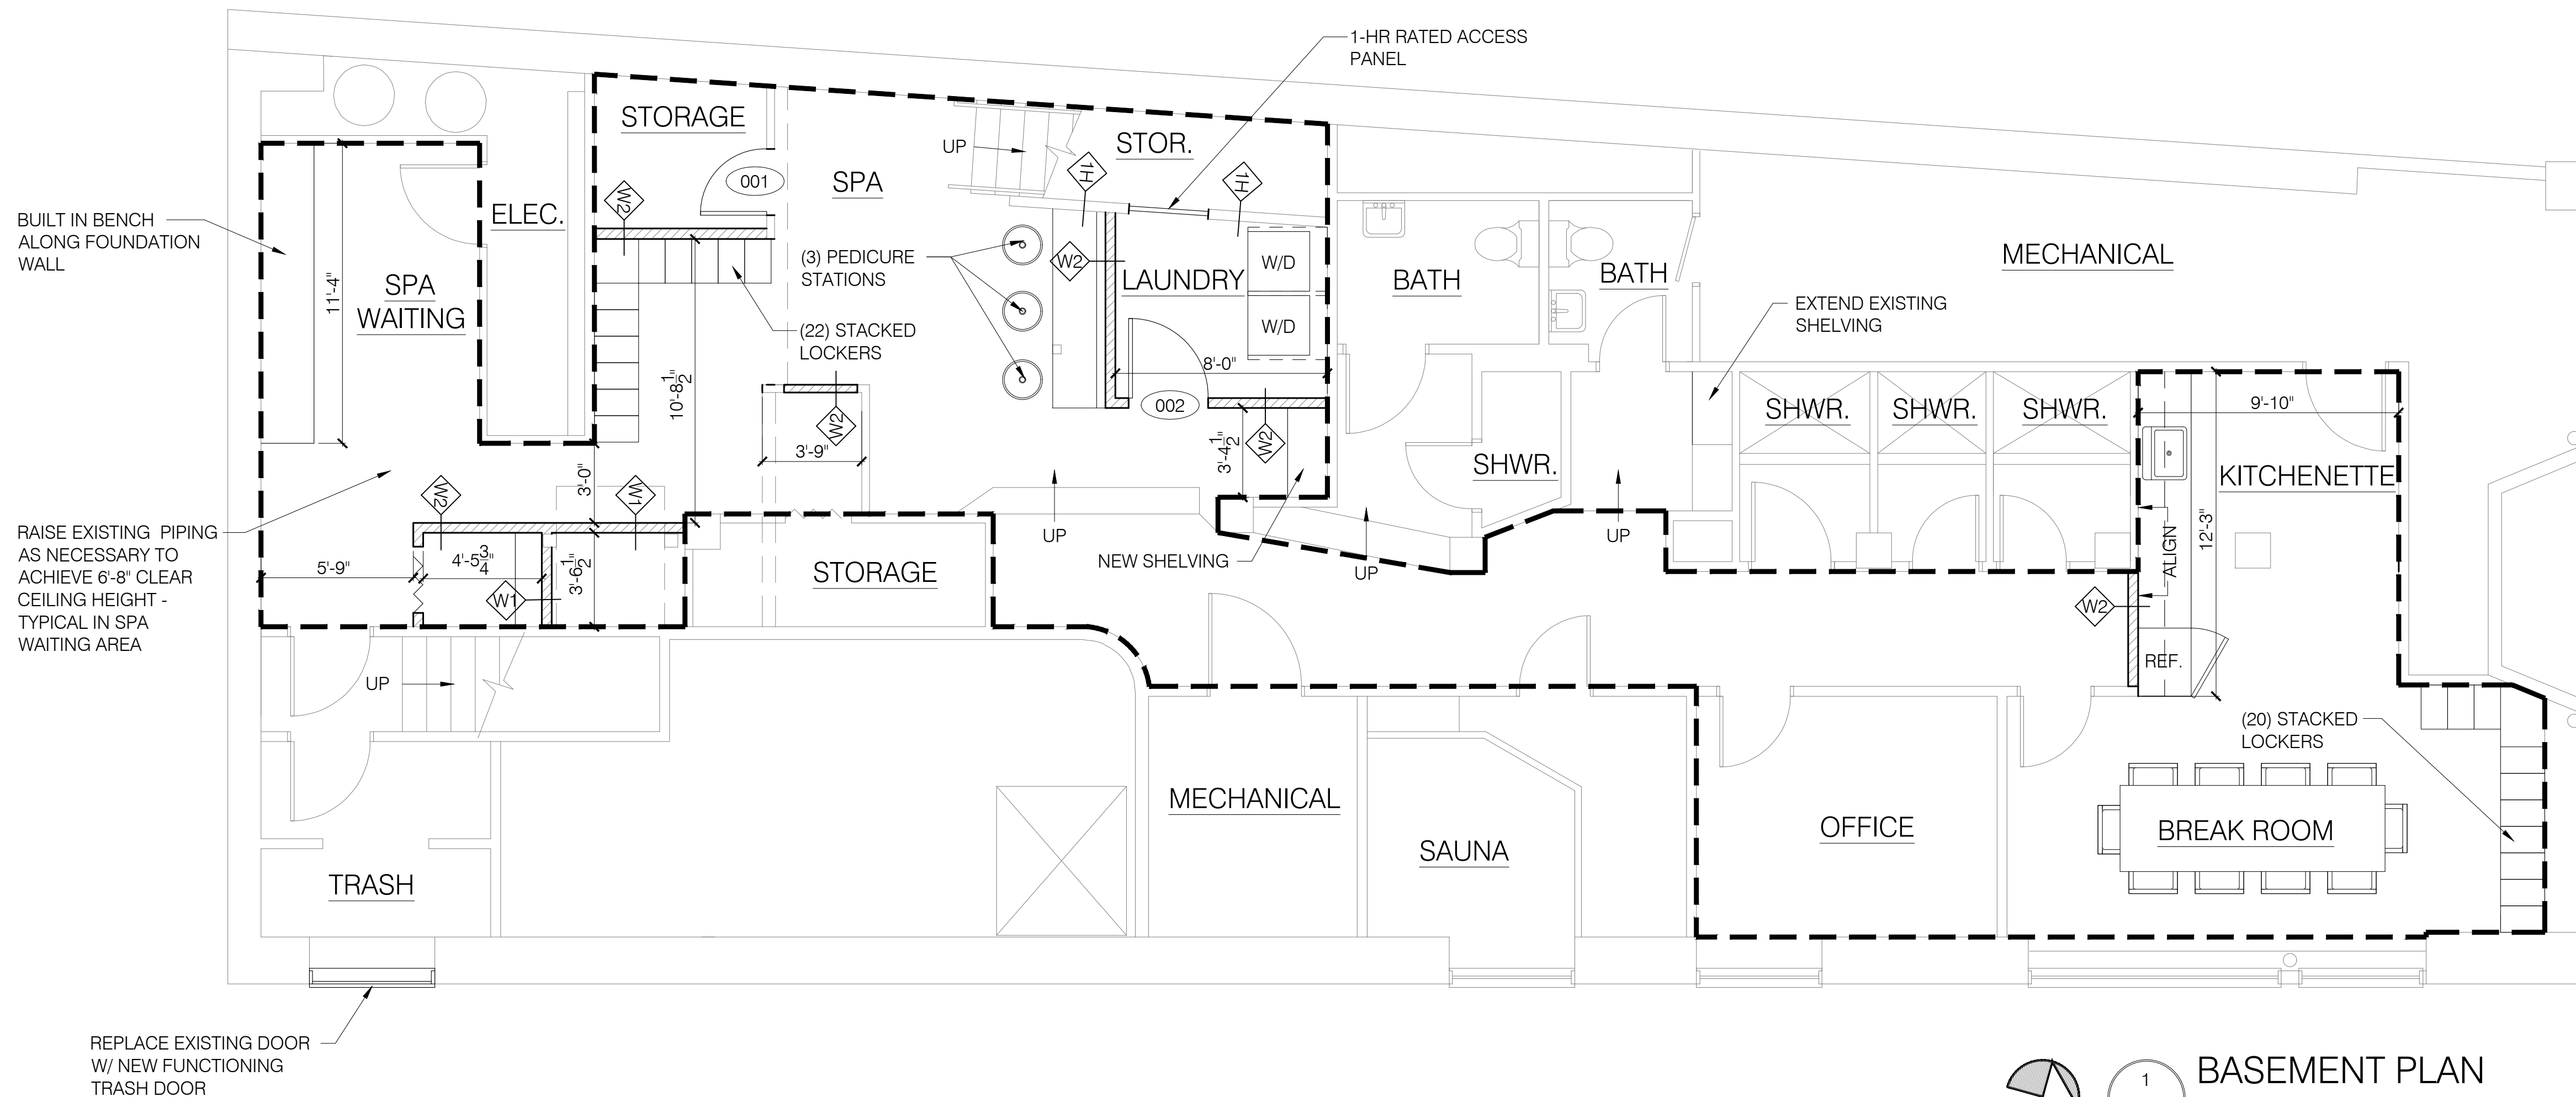 1-HR RATED ACCESS
PANEL
STORAGE
STOR.
UP
1H
1H
001
SPA
W2
ELEC.
BUILT IN BENCH
ALONG FOUNDATION
WALL
11'-4"
SPA
WAITING
(3) PEDICURE
STATIONS
W2
LAUNDRY
W/D
W/D
BATH
BATH
MECHANICAL
EXTEND EXISTING
SHELVING
(22) STACKED
LOCKERS
10'-8 1/2"
8'-0"
002
W2
3'-9"
W2
3'-4 1/2"
SHWR.
SHWR.
SHWR.
SHWR.
9'-10"
KITCHENETTE
12'-3"
ALIGN
3'-0"
W2
W1
RAISE EXISTING PIPING
AS NECESSARY TO
ACHIEVE 6'-8" CLEAR
CEILING HEIGHT -
TYPICAL IN SPA
WAITING AREA
5'-9"
4'-5 3/4"
3'-6 1/2"
W1
STORAGE
UP
NEW SHELVING
UP
UP
W2
REF.
UP
(20) STACKED
LOCKERS
MECHANICAL
SAUNA
OFFICE
BREAK ROOM
TRASH
REPLACE EXISTING DOOR
W/ NEW FUNCTIONING
TRASH DOOR
1
BASEMENT PLAN